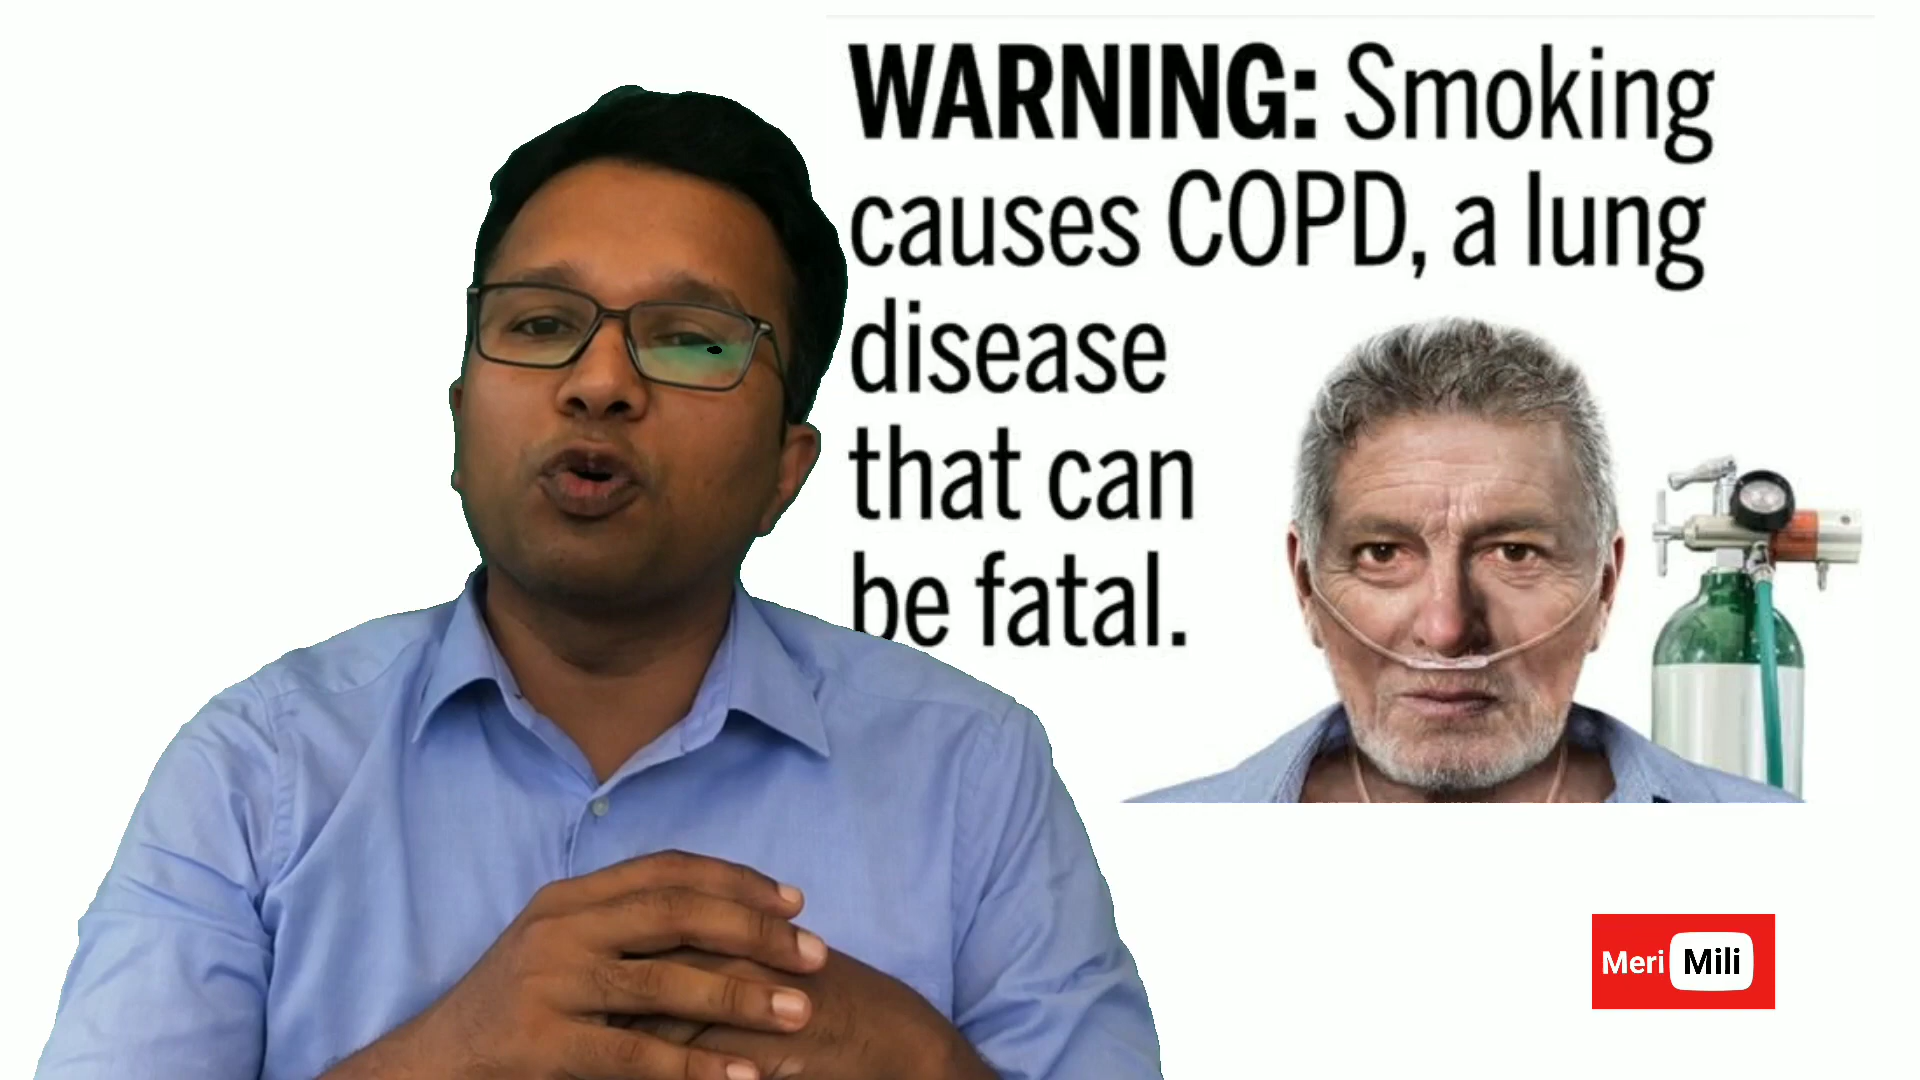 WARNING: Smoking
causes COPD, a lung
disease
that can
be fatal.
Meri Mili